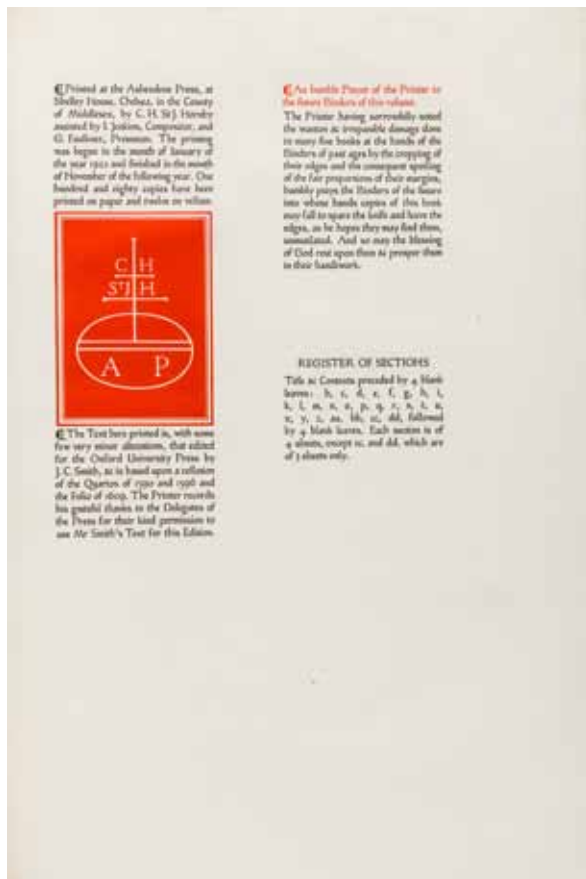 Printed at the Ashendene Press, at
Shelley House, Chelsea, in the County
of Middlesex, by C. H. St J. Hornby
assisted by Jenkins, Compositor, and
G. Faulkner, Pressman. The printing
was begun in the month of January of
the year 1922 and finished in the month
of November of the following year. One
hundred and eighty copies have been
printed on paper and twelve on vellum.
C H
StJ H
A P
The Text here printed is, with some
few very minor alterations, that edited
for the Oxford University Press by
J. C. Smith, & is based upon a collation
of the Quartos of 1590 and 1596 and
the Folio of 1609. The Printer records
his grateful thanks to the Delegates of
the Press for their kind permission to
use Mr Smith's Text for this Edition.
An humble Prayer of the Printer to
the future Binders of this volume.
The Printer having sorrowfully noted
the wanton & irreparable damage done
to many fine books at the hands of the
Binders of past ages by the cropping of
their edges and the consequent spoiling
of the fair proportions of their margins,
humbly prays the Binders of the future
into whose hands copies of this book
may fall to spare the knife and leave the
edges, as he hopes they may find them,
unmutilated. And so may the blessing
of God rest upon them & prosper them
in their handiwork.
REGISTER OF SECTIONS
Title & Contents preceded by 4 blank
leaves: b, c, d, e, f, g, h, i,
k, l, m, n, o, p, q, r, s, t, u,
x, y, z, aa, bb, cc, dd, followed
by 4 blank leaves. Each section is of
4 sheets, except cc, and dd, which are
of 3 sheets only.